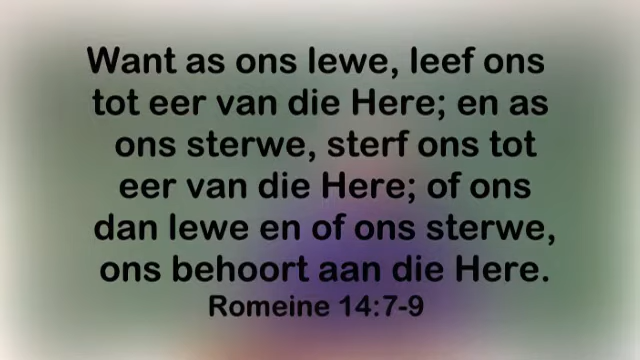 Want as ons lewe, leef ons
tot eer van die Here; en as
ons sterwe, sterf ons tot
eer van die Here; of ons
dan lewe en of ons sterwe,
ons behoort aan die Here.
Romeine 14:7-9